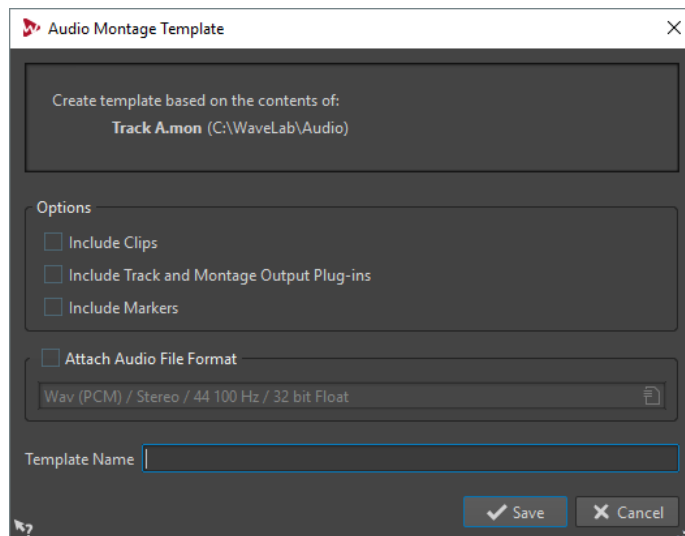 Audio Montage Template
Create template based on the contents of:
Track A.mon (C:\WaveLab\Audio)
Options
Include Clips
Include Track and Montage Output Plug-ins
Include Markers
Attach Audio File Format
Wav (PCM) / Stereo / 44 100 Hz / 32 bit Float
Template Name
Save
Cancel
?